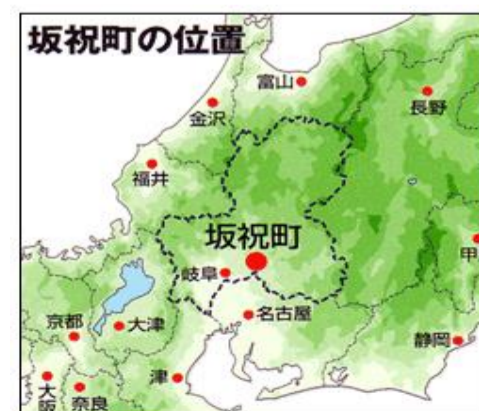 坂祝町の位置
富山
長野
金沢
福井
坂祝町
甲
岐阜
名古屋
京都
大津
静岡
大阪
奈良
津